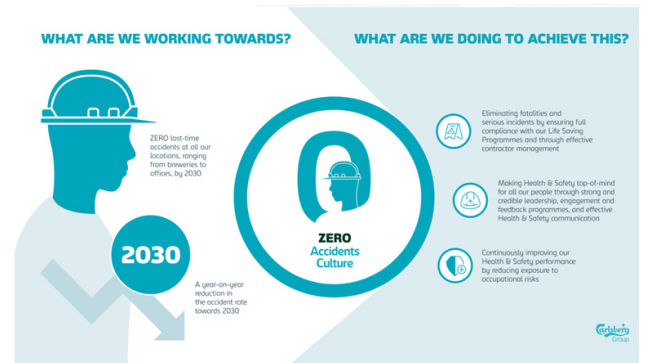 WHAT ARE WE WORKING TOWARDS?
ZERO lost-time
accidents at all our
locations, ranging
from breweries to
offices, by 2030
2030
A year-on-year
reduction in
the accident rate
towards 2030
ZERO
Accidents
Culture
WHAT ARE WE DOING TO ACHIEVE THIS?
Eliminating fatalities and
serious incidents by ensuring full
compliance with our Life Saving
Programmes and through effective
contractor management
Making Health & Safety top-of-mind
for all our people through strong and
credible leadership, engagement and
feedback programmes, and effective
Health & Safety communication
Continuously improving our
Health & Safety performance
by reducing exposure to
occupational risks
Carlsberg
Group